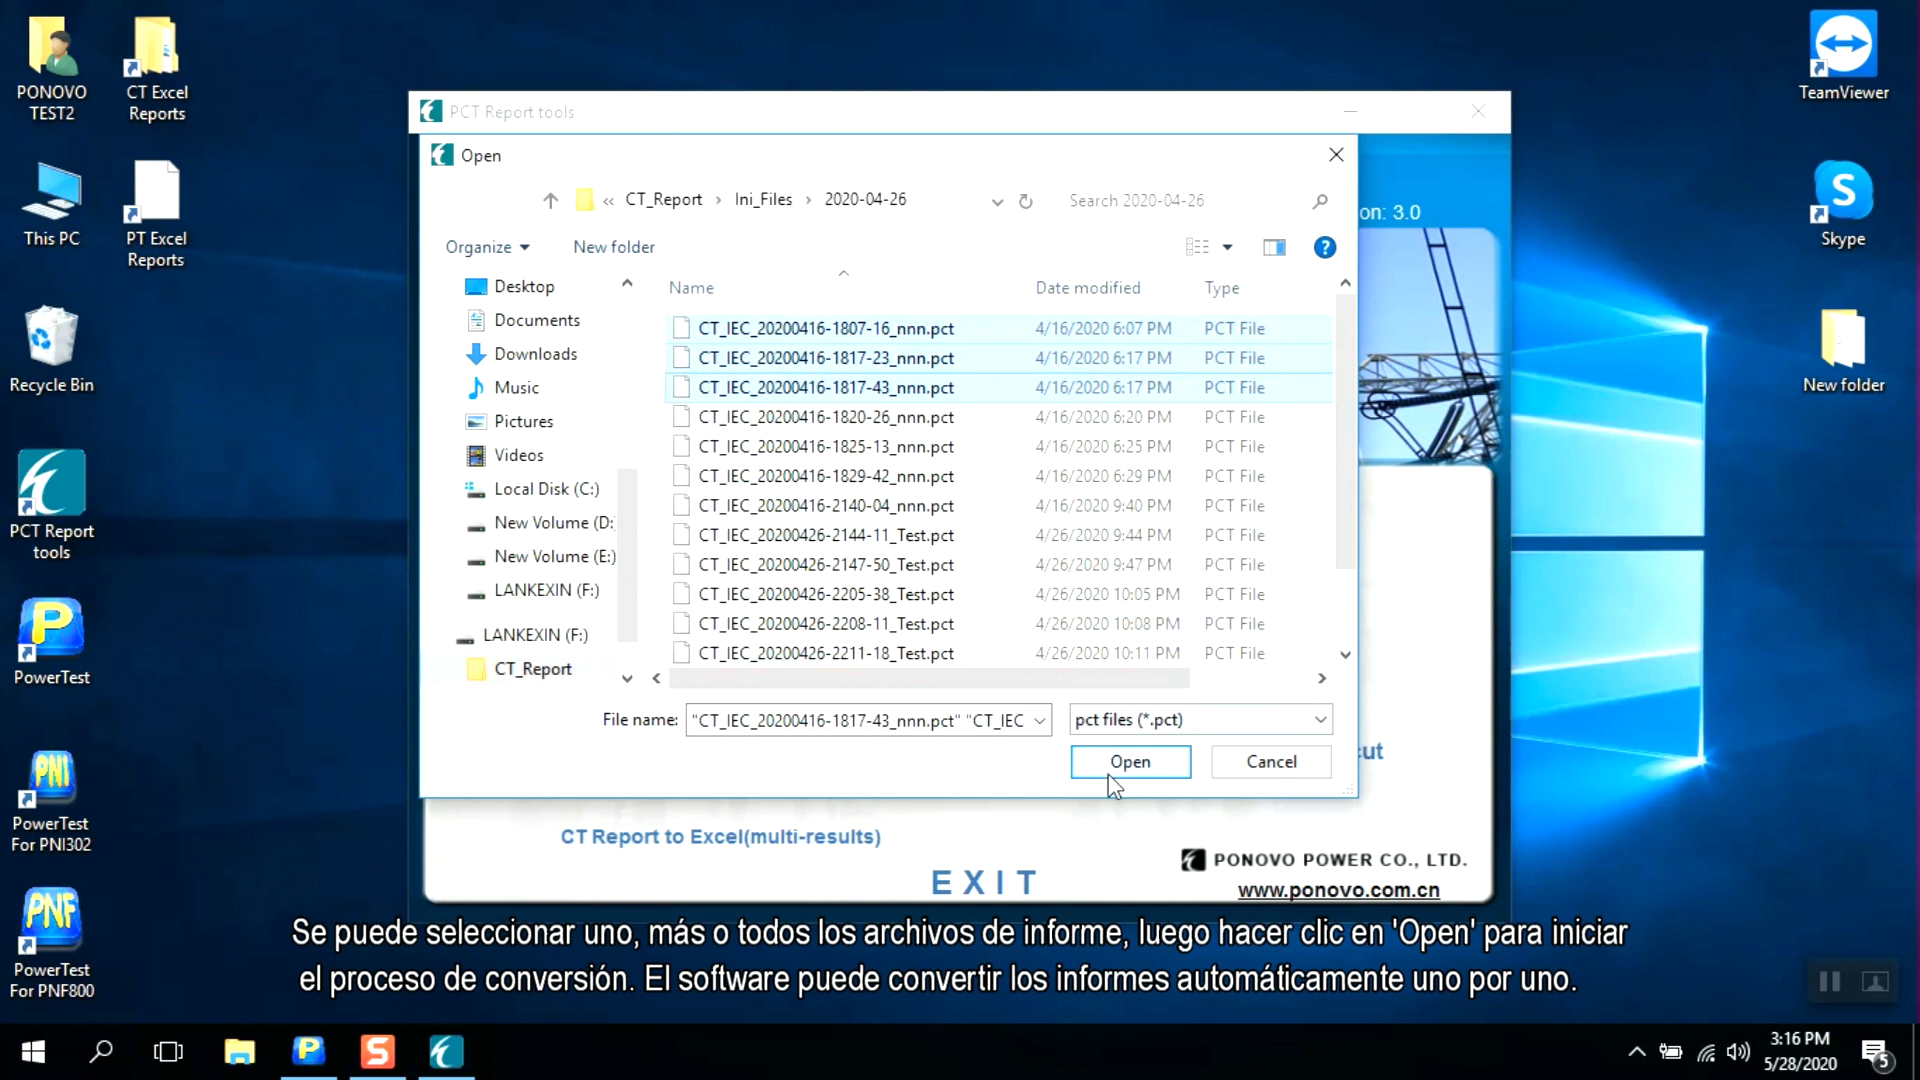 PONOVO
TEST2
CT Excel
Reports
This PC
PT Excel
Reports
Recycle Bin
PCT Report
tools
PowerTest
PNI
PowerTest
For PNI302
PNF
PowerTest
For PNF800
TeamViewer
Skype
New folder
PCT Report tools
on: 3.0
Open
« CT_Report › Ini_Files › 2020-04-26
Search 2020-04-26
Organize
New folder
Desktop
Documents
Downloads
Music
Pictures
Videos
Local Disk (C:)
New Volume (D:
New Volume (E:)
LANKEXIN (F:)
LANKEXIN (F:)
CT_Report
Name Date modified Type
CT_IEC_20200416-1807-16_nnn.pct 4/16/2020 6:07 PM PCT File
CT_IEC_20200416-1817-23_nnn.pct 4/16/2020 6:17 PM PCT File
CT_IEC_20200416-1817-43_nnn.pct 4/16/2020 6:17 PM PCT File
CT_IEC_20200416-1820-26_nnn.pct 4/16/2020 6:20 PM PCT File
CT_IEC_20200416-1825-13_nnn.pct 4/16/2020 6:25 PM PCT File
CT_IEC_20200416-1829-42_nnn.pct 4/16/2020 6:29 PM PCT File
CT_IEC_20200416-2140-04_nnn.pct 4/16/2020 9:40 PM PCT File
CT_IEC_20200426-2144-11_Test.pct 4/26/2020 9:44 PM PCT File
CT_IEC_20200426-2147-50_Test.pct 4/26/2020 9:47 PM PCT File
CT_IEC_20200426-2205-38_Test.pct 4/26/2020 10:05 PM PCT File
CT_IEC_20200426-2208-11_Test.pct 4/26/2020 10:08 PM PCT File
CT_IEC_20200426-2211-18_Test.pct 4/26/2020 10:11 PM PCT File
File name: "CT_IEC_20200416-1817-43_nnn.pct" "CT_IEC
pct files (*.pct)
Open
Cancel
cut
CT Report to Excel(multi-results)
EXIT
PONOVO POWER CO., LTD.
www.ponovo.com.cn
Se puede seleccionar uno, más o todos los archivos de informe, luego hacer clic en 'Open' para iniciar
el proceso de conversión. El software puede convertir los informes automáticamente uno por uno.
3:16 PM
5/28/2020
5